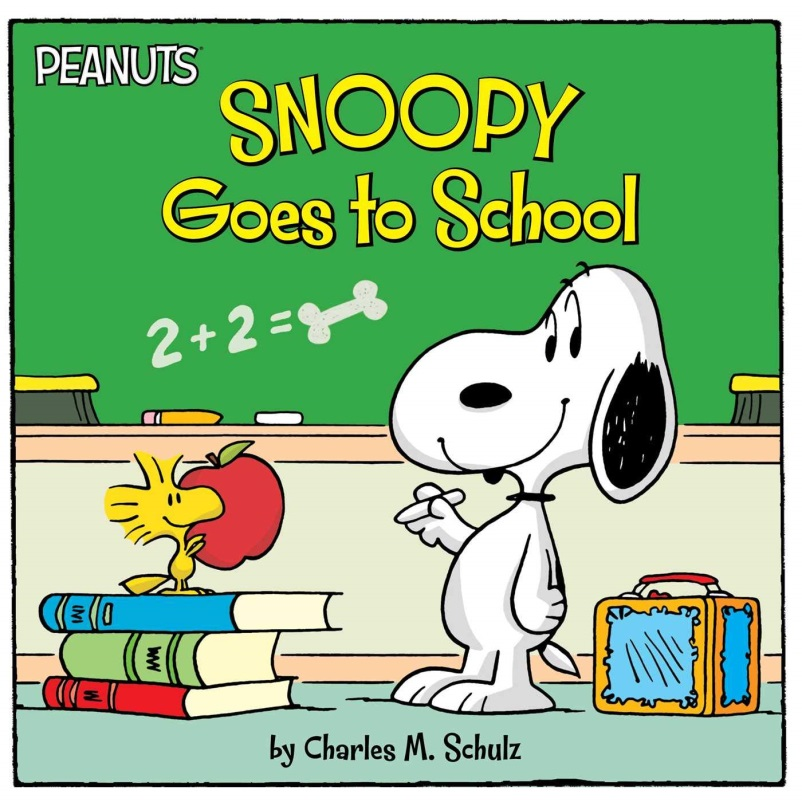 PEANUTS
SNOOPY
Goes to School
2 + 2 =
by Charles M. Schulz